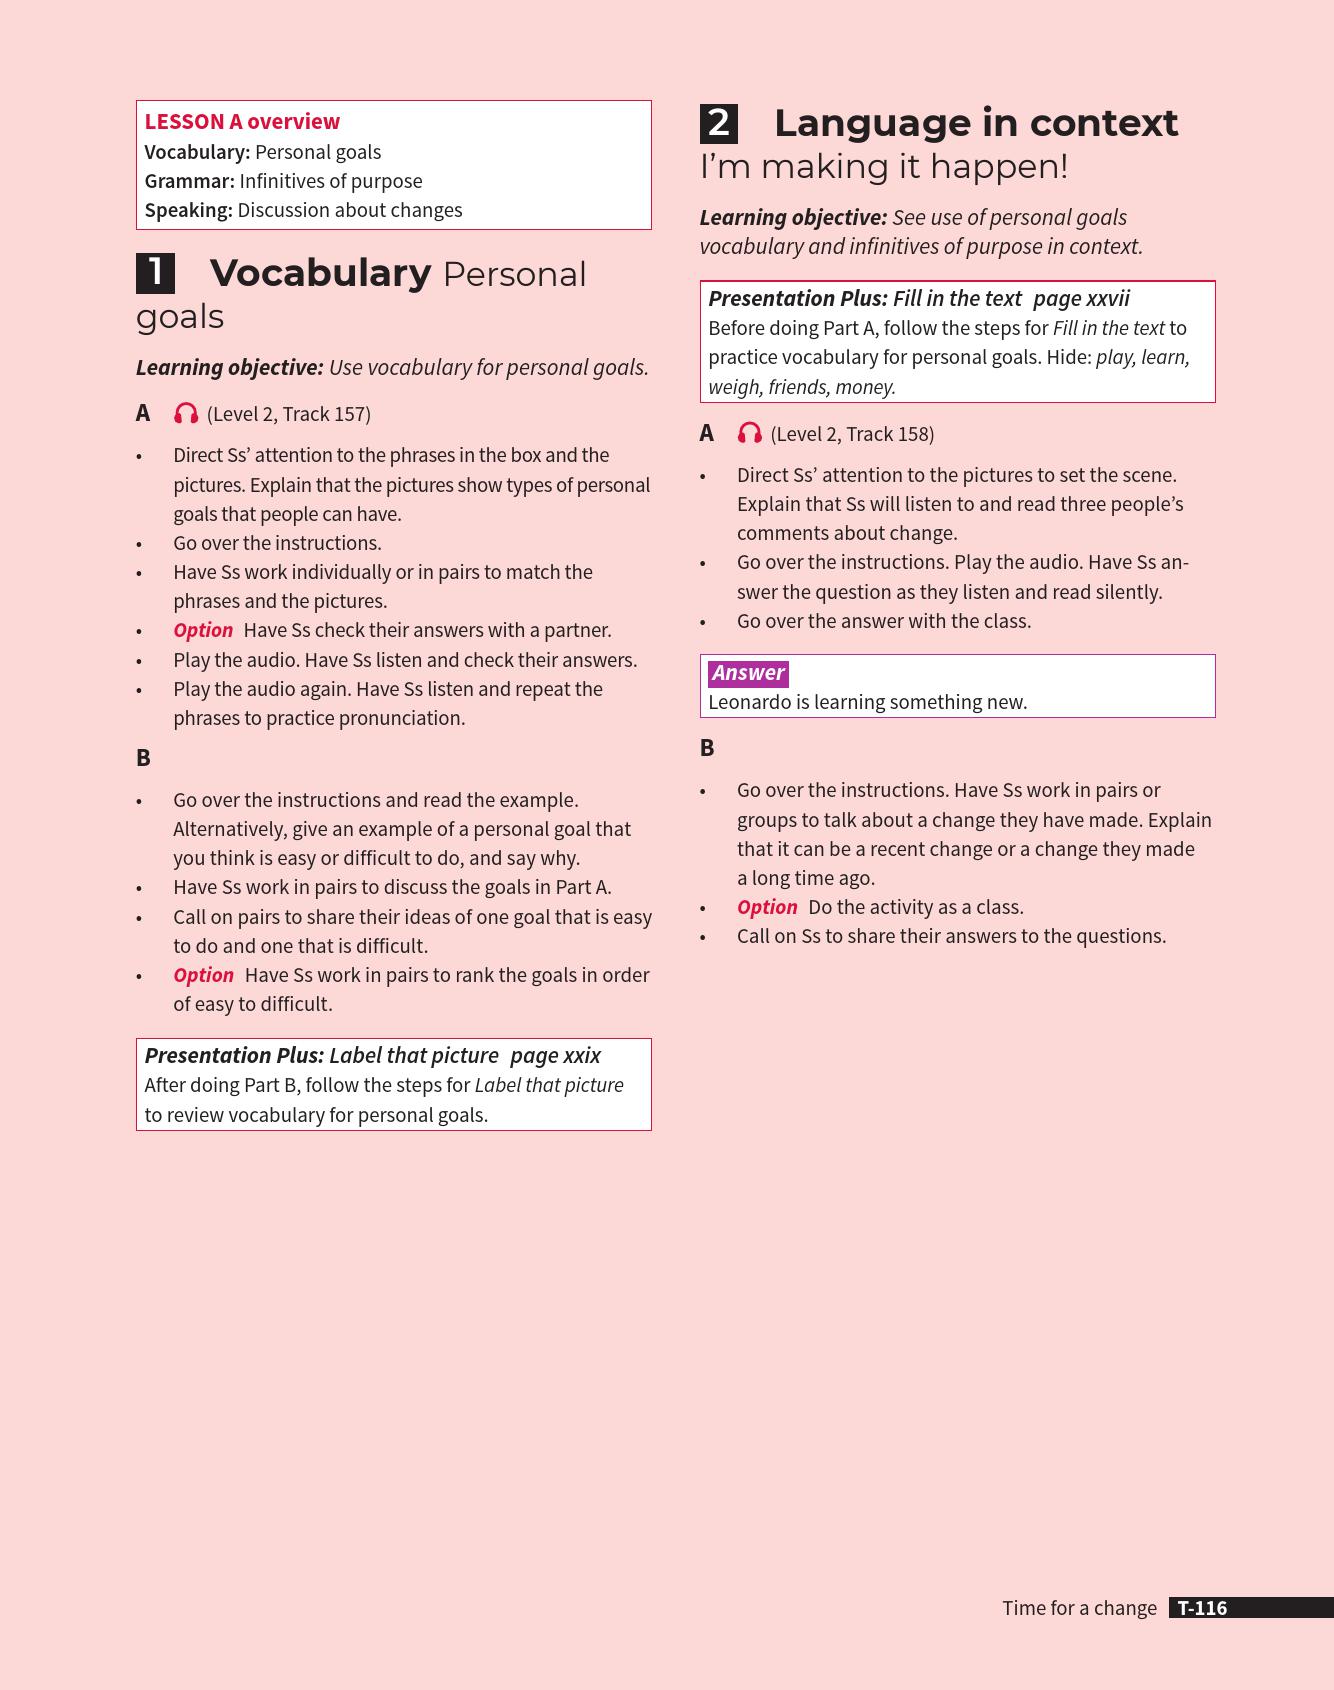 LESSON A overview
Vocabulary: Personal goals
Grammar: Infinitives of purpose
Speaking: Discussion about changes
1 Vocabulary Personal
goals
Learning objective: Use vocabulary for personal goals.
A (Level 2, Track 157)
• Direct Ss’ attention to the phrases in the box and the
pictures. Explain that the pictures show types of personal
goals that people can have.
• Go over the instructions.
• Have Ss work individually or in pairs to match the
phrases and the pictures.
• Option Have Ss check their answers with a partner.
• Play the audio. Have Ss listen and check their answers.
• Play the audio again. Have Ss listen and repeat the
phrases to practice pronunciation.
B
• Go over the instructions and read the example.
Alternatively, give an example of a personal goal that
you think is easy or difficult to do, and say why.
• Have Ss work in pairs to discuss the goals in Part A.
• Call on pairs to share their ideas of one goal that is easy
to do and one that is difficult.
• Option Have Ss work in pairs to rank the goals in order
of easy to difficult.
Presentation Plus: Label that picture page xxix
After doing Part B, follow the steps for Label that picture
to review vocabulary for personal goals.
2 Language in context
I’m making it happen!
Learning objective: See use of personal goals
vocabulary and infinitives of purpose in context.
Presentation Plus: Fill in the text page xxvii
Before doing Part A, follow the steps for Fill in the text to
practice vocabulary for personal goals. Hide: play, learn,
weigh, friends, money.
A (Level 2, Track 158)
• Direct Ss’ attention to the pictures to set the scene.
Explain that Ss will listen to and read three people’s
comments about change.
• Go over the instructions. Play the audio. Have Ss an-
swer the question as they listen and read silently.
• Go over the answer with the class.
Answer
Leonardo is learning something new.
B
• Go over the instructions. Have Ss work in pairs or
groups to talk about a change they have made. Explain
that it can be a recent change or a change they made
a long time ago.
• Option Do the activity as a class.
• Call on Ss to share their answers to the questions.
Time for a change T-116